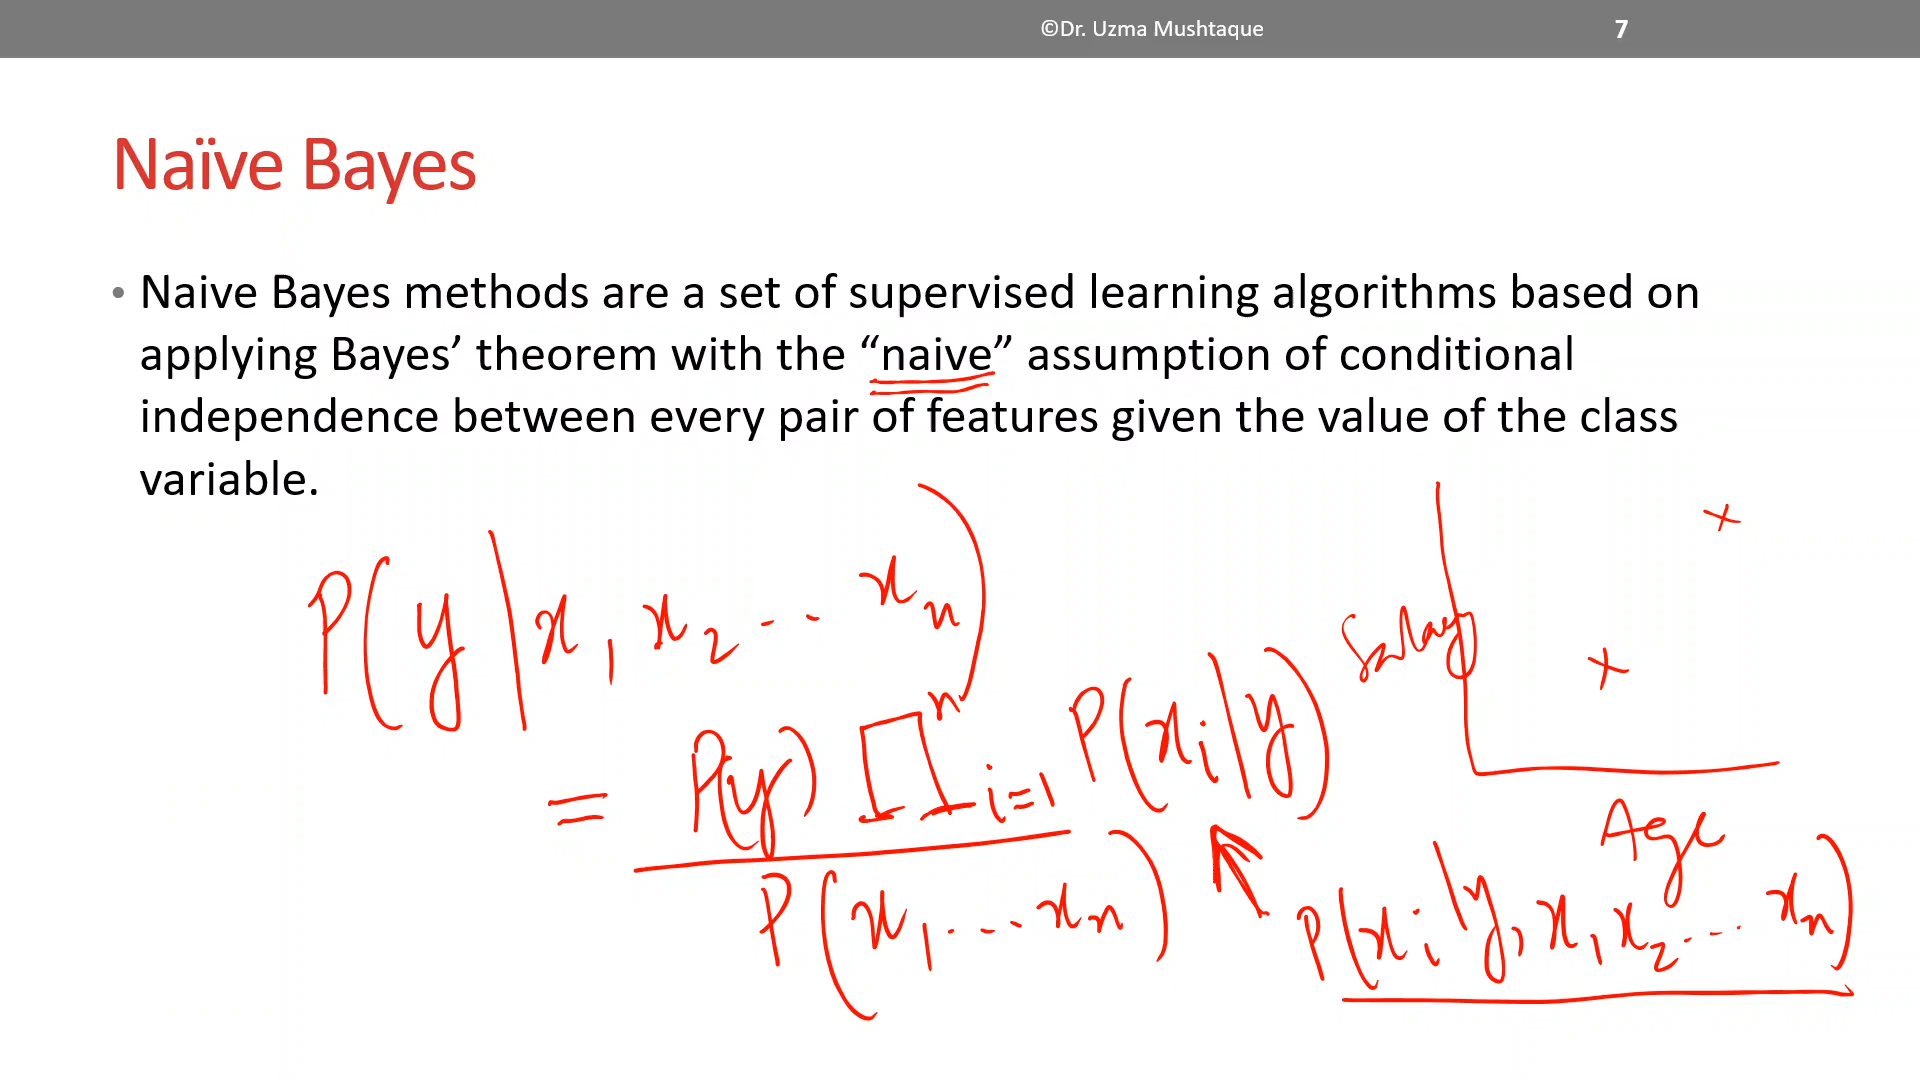 ©Dr. Uzma Mushtaque 7
Naïve Bayes
• Naive Bayes methods are a set of supervised learning algorithms based on
applying Bayes’ theorem with the “naive” assumption of conditional
independence between every pair of features given the value of the class
variable.
P(y|x₁ x₂ -.. xₙ)
= P(y) ∏ⁿᵢ₌₁ P(xᵢ|y)
P(x₁...xₙ)
Salary
Age
P(xᵢ|y, x₁ x₂ .... xₙ)